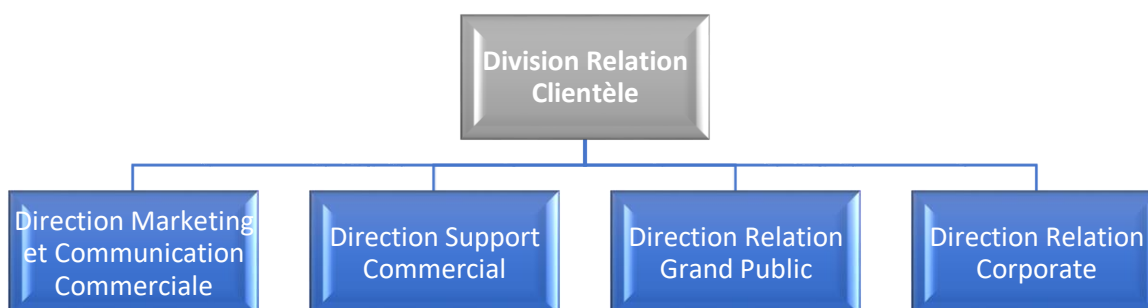 Division Relation
Clientèle
Direction Marketing
et Communication
Commerciale
Direction Support
Commercial
Direction Relation
Grand Public
Direction Relation
Corporate